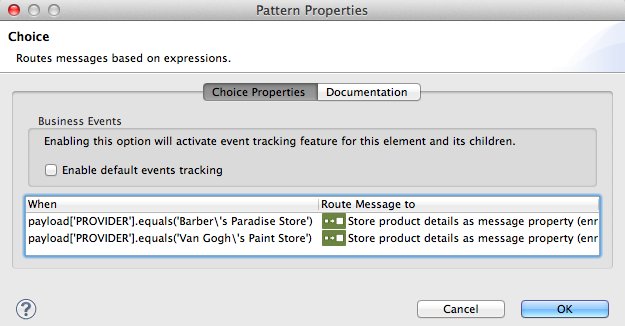 Pattern Properties
Choice
Routes messages based on expressions.
Choice Properties Documentation
Business Events
Enabling this option will activate event tracking feature for this element and its children.
Enable default events tracking
When Route Message to
payload['PROVIDER'].equals('Barber\'s Paradise Store') Store product details as message property (enr
payload['PROVIDER'].equals('Van Gogh\'s Paint Store') Store product details as message property (enr
? Cancel OK